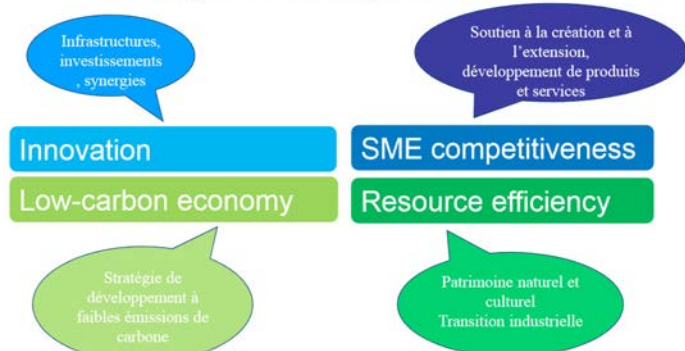 Infrastructures,
investissements
, synergies
Soutien à la création et à
l'extension,
développement de produits
et services
Innovation
SME competitiveness
Low-carbon economy
Resource efficiency
Stratégie de
développement à
faibles émissions de
carbone
Patrimoine naturel et
culturel
Transition industrielle